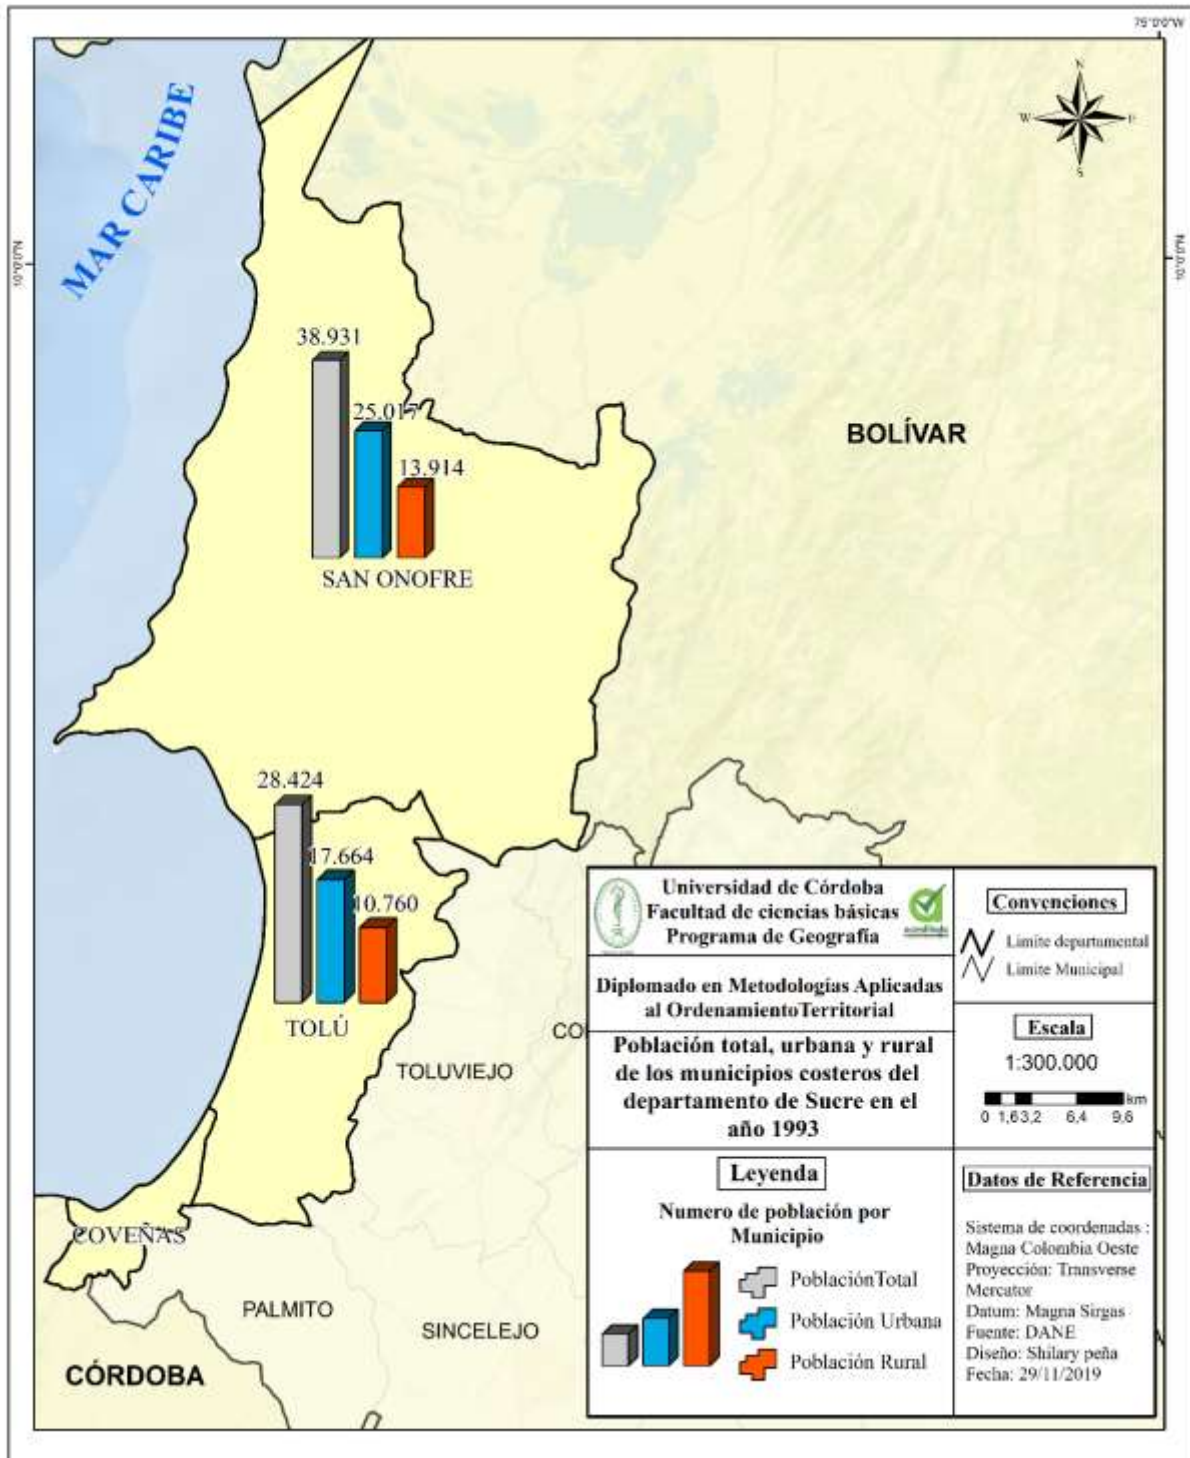 75°0'0"W
N
W
E
S
MAR CARIBE
10°0'0"N
10°0'0"N
38.931
25.017
13.914
SAN ONOFRE
BOLÍVAR
28.424
17.664
10.760
TOLÚ
CO
TOLUVIEJO
COVEÑAS
PALMITO
SINCELEJO
CÓRDOBA
Universidad de Córdoba
Facultad de ciencias básicas
Programa de Geografía
Diplomado en Metodologías Aplicadas
al OrdenamientoTerritorial
Población total, urbana y rural
de los municipios costeros del
departamento de Sucre en el
año 1993
Leyenda
Numero de población por
Municipio
PoblaciónTotal
Población Urbana
Población Rural
Convenciones
Limite departamental
Limite Municipal
Escala
1:300.000
km
0 1,63,2 6,4 9,6
Datos de Referencia
Sistema de coordenadas :
Magna Colombia Oeste
Proyección: Transverse
Mercator
Datum: Magna Sirgas
Fuente: DANE
Diseño: Shilary peña
Fecha: 29/11/2019